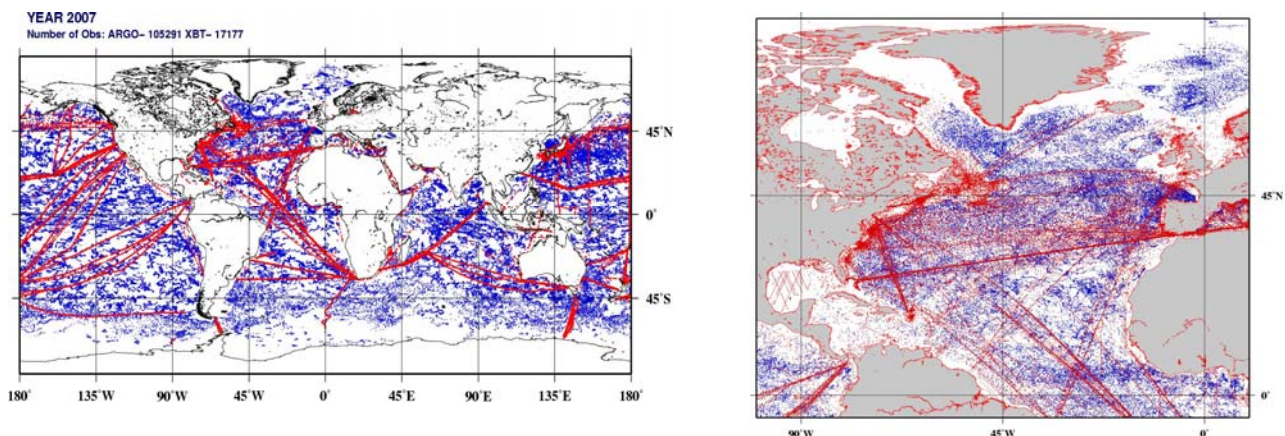 YEAR 2007
Number of Obs: ARGO– 105291 XBT– 17177
45˚N
0˚
45˚S
180˚ 135˚W 90˚W 45˚W 0˚ 45˚E 90˚E 135˚E 180˚
45˚N
0˚
90˚W 45˚W 0˚